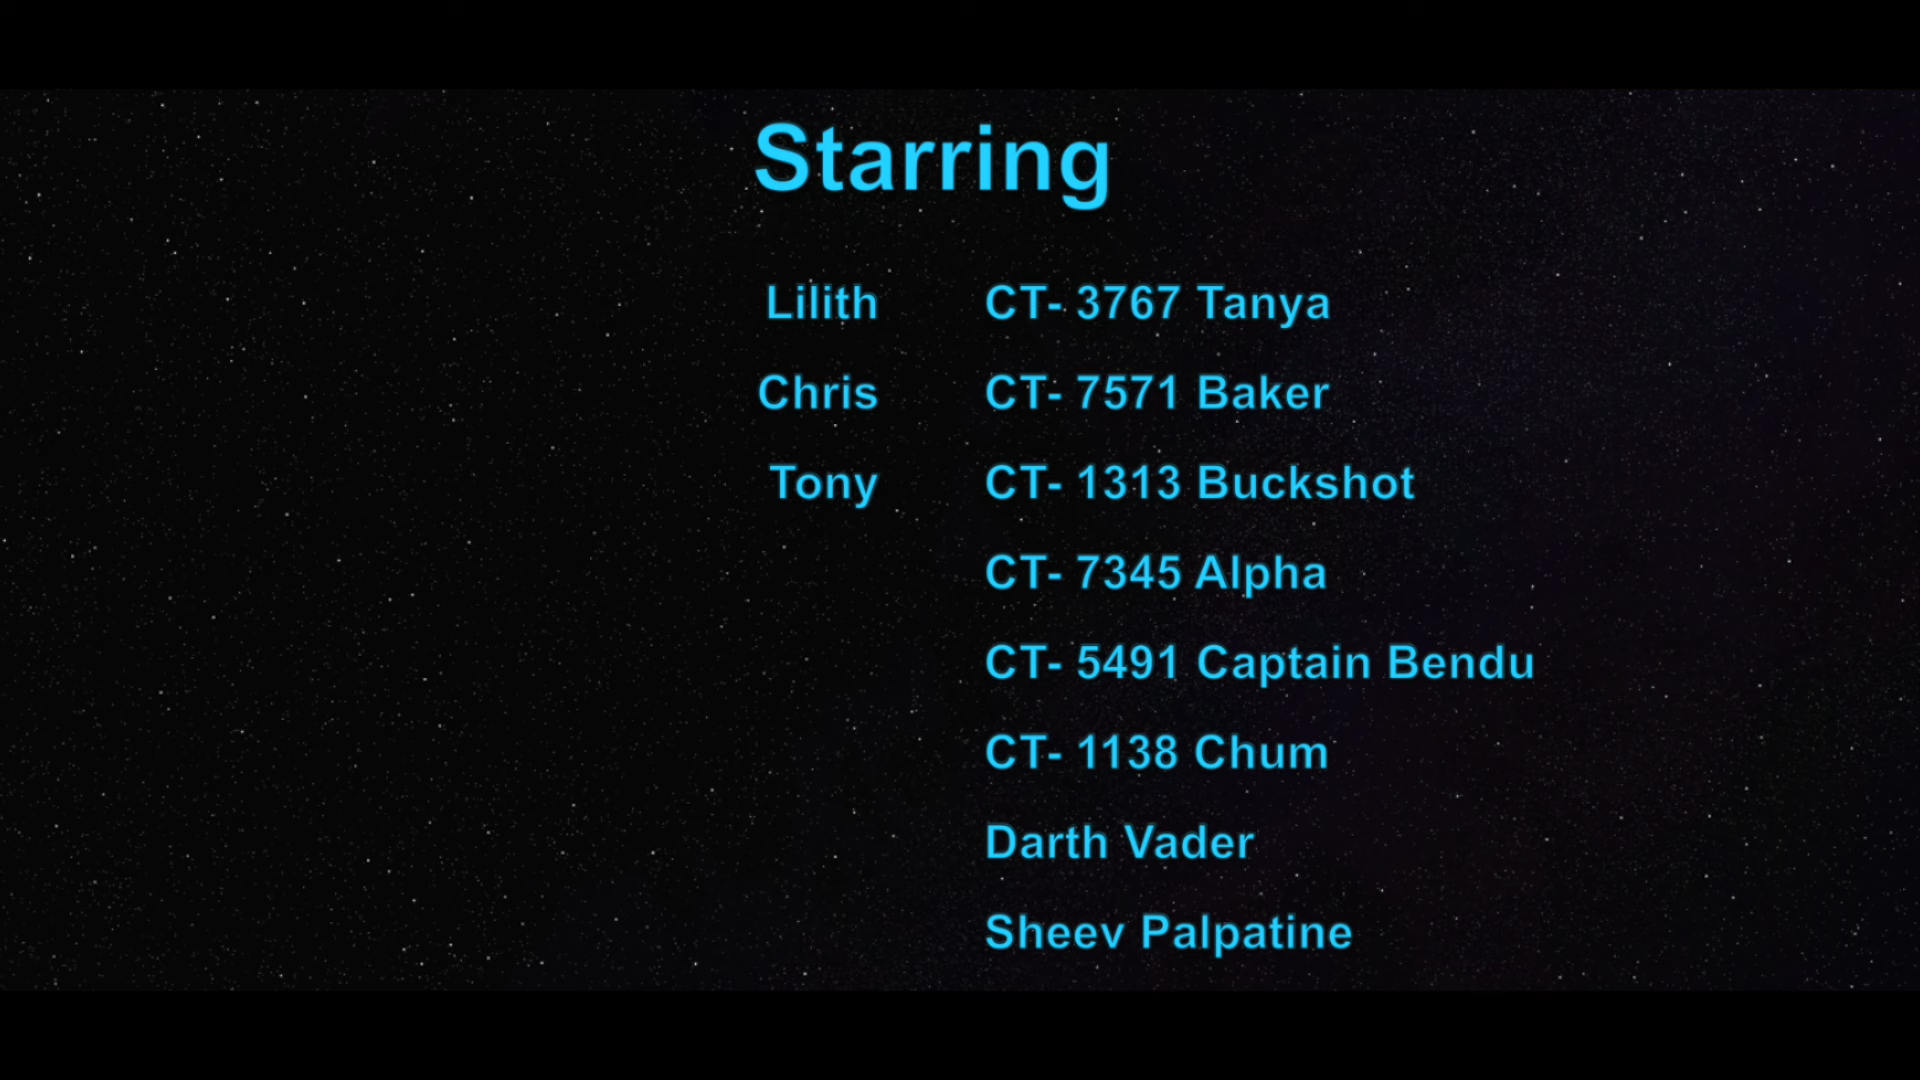 Starring
Lilith CT- 3767 Tanya
Chris CT- 7571 Baker
Tony CT- 1313 Buckshot
CT- 7345 Alpha
CT- 5491 Captain Bendu
CT- 1138 Chum
Darth Vader
Sheev Palpatine